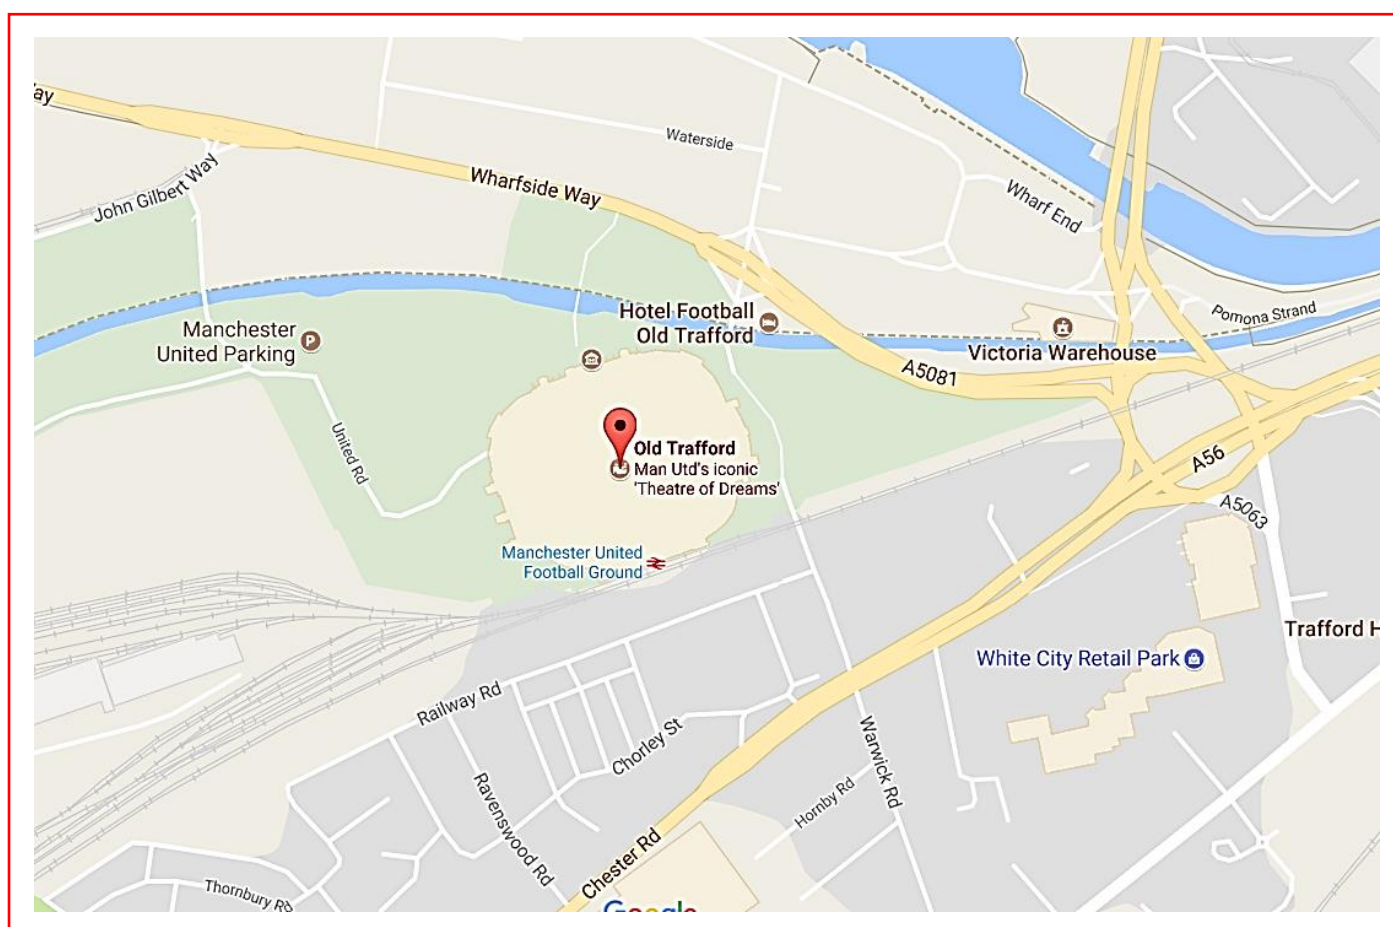 ay
Waterside
John Gilbert Way
Wharfside Way
Wharf End
Pomona Strand
Hotel Football
Old Trafford
Manchester
United Parking
Victoria Warehouse
A5081
Old Trafford
Man Utd's iconic
'Theatre of Dreams'
United Rd
A56
A5063
Manchester United
Football Ground
Trafford H
White City Retail Park
Railway Rd
Chorley St
Warwick Rd
Ravenswood Rd
Hornby Rd
Chester Rd
Thornbury Rd
Google